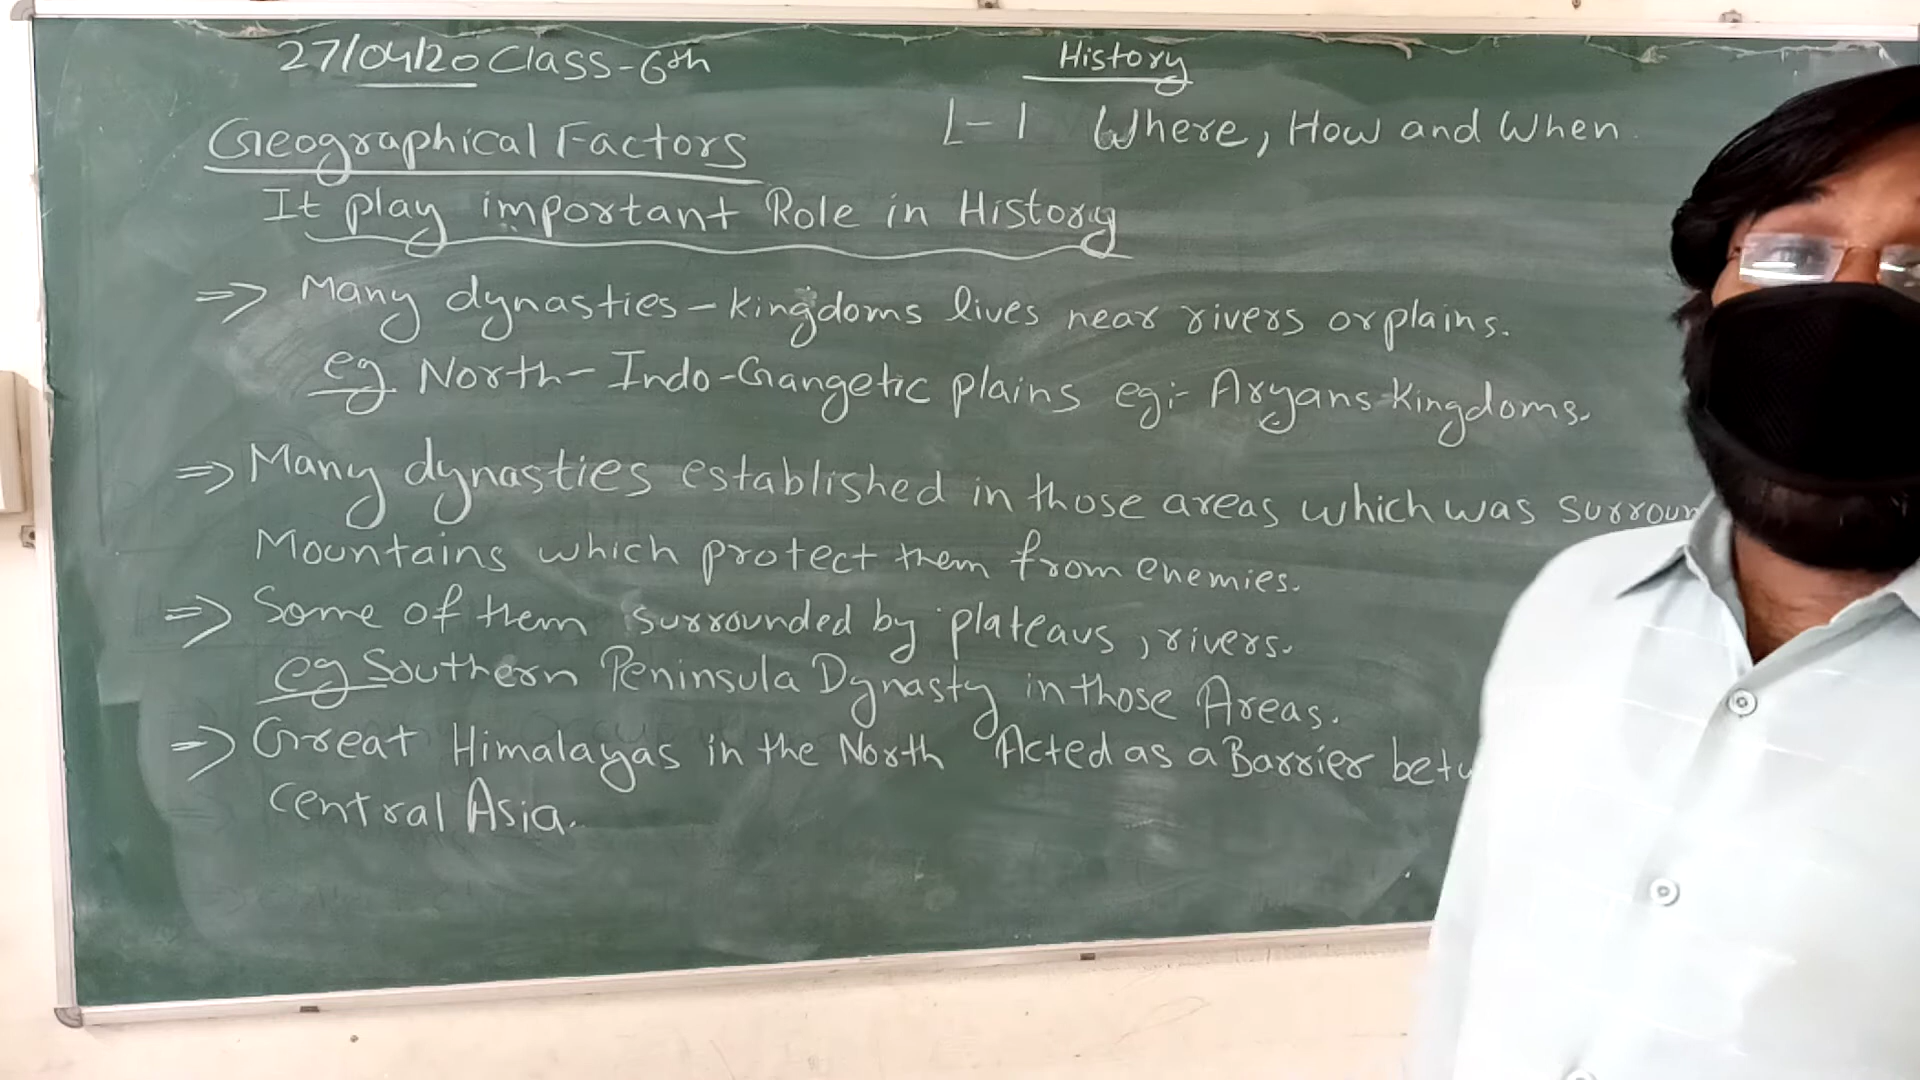 27/04/20 Class-6th
History
L-1 Where, How and When
Geographical Factors
It play important Role in History
=> Many dynasties - kingdoms lives near rivers or plains.
eg North - Indo-Gangetic plains eg:- Aryans Kingdoms.
=> Many dynasties established in those areas which was surroun
Mountains which protect them from enemies.
=> Some of them surrounded by plateaus, rivers.
eg Southern Peninsula Dynasty in those Areas.
=> Great Himalayas in the North Acted as a Barrier betw
Central Asia.